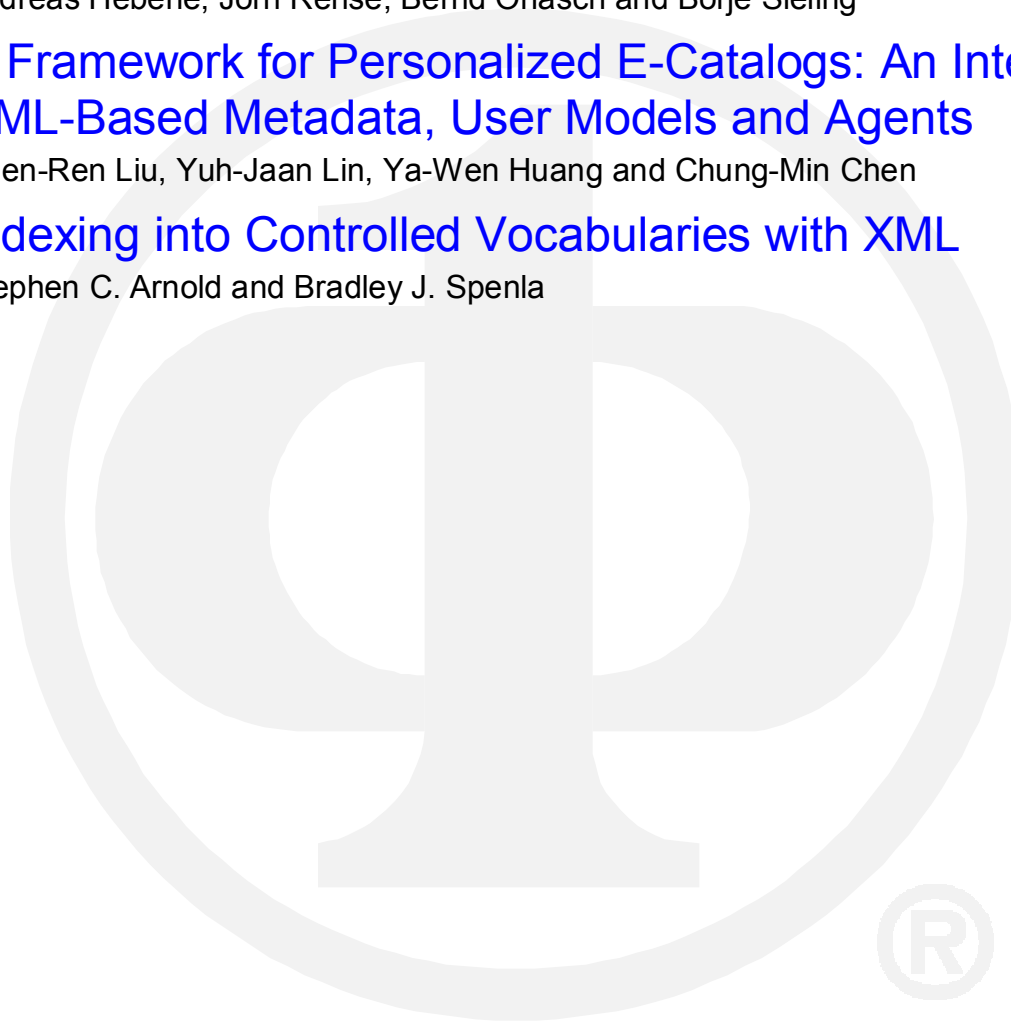 dreas Heberle, Jörn Rehse, Bernd Onasch and Börje Sieling
Framework for Personalized E-Catalogs: An Inte
ML-Based Metadata, User Models and Agents
en-Ren Liu, Yuh-Jaan Lin, Ya-Wen Huang and Chung-Min Chen
dexing into Controlled Vocabularies with XML
ephen C. Arnold and Bradley J. Spenla
®